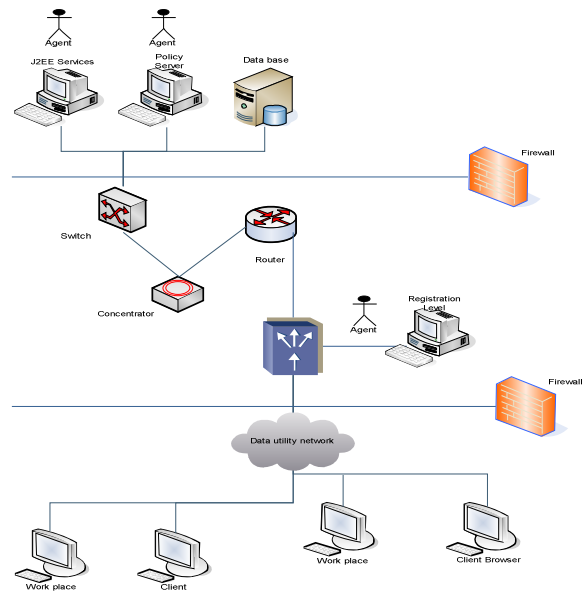 Agent
Agent
J2EE Services
Policy
Server
Data base
Firewall
Switch
Router
Concentrator
Registration
Level
Agent
Firewall
Data utility network
Work place
Client
Work place
Client Browser